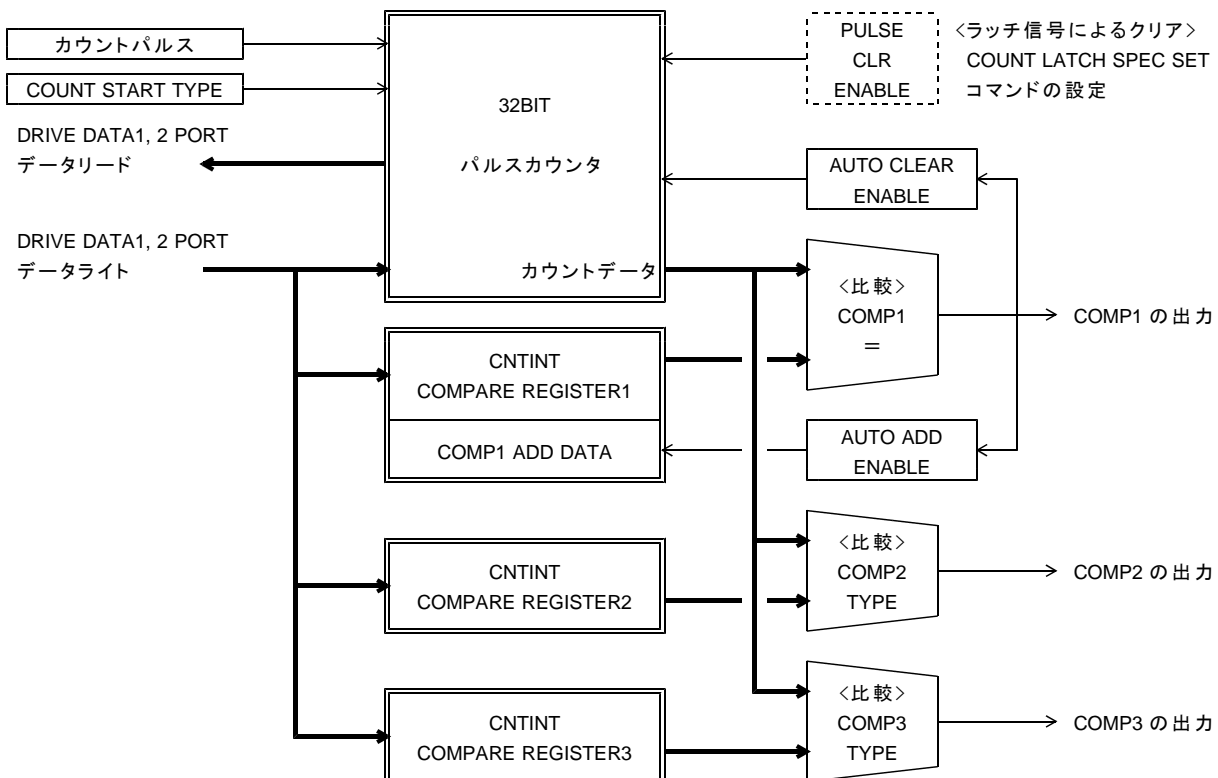 カウントパルス
COUNT START TYPE
DRIVE DATA1, 2 PORT
データリード
DRIVE DATA1, 2 PORT
データライト
32BIT
パルスカウンタ
カウントデータ
PULSE
CLR
ENABLE
<ラッチ信号によるクリア>
COUNT LATCH SPEC SET
コマンドの設定
AUTO CLEAR
ENABLE
<比較>
COMP1
=
COMP1 の出力
CNTINT
COMPARE REGISTER1
COMP1 ADD DATA
AUTO ADD
ENABLE
CNTINT
COMPARE REGISTER2
<比較>
COMP2
TYPE
COMP2 の出力
CNTINT
COMPARE REGISTER3
<比較>
COMP3
TYPE
COMP3 の出力